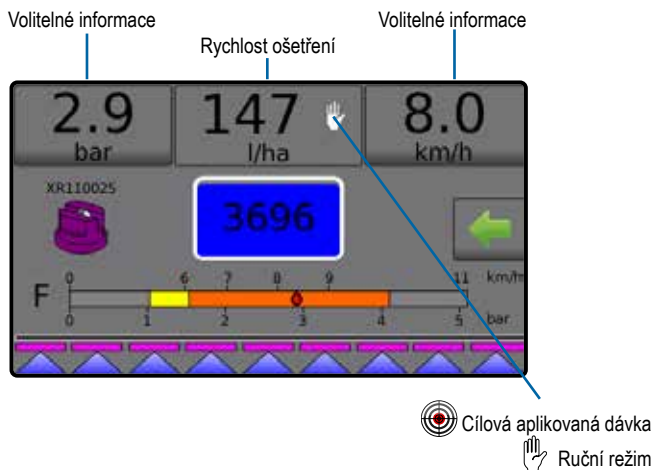 Volitelné informace
Volitelné informace
Rychlost ošetření
2.9
147
8.0
bar
l/ha
km/h
XR110025
3696
0 6 7 8 9 11 km/h
F
0 1 2 3 4 5 bar
Cílová aplikovaná dávka
Ruční režim